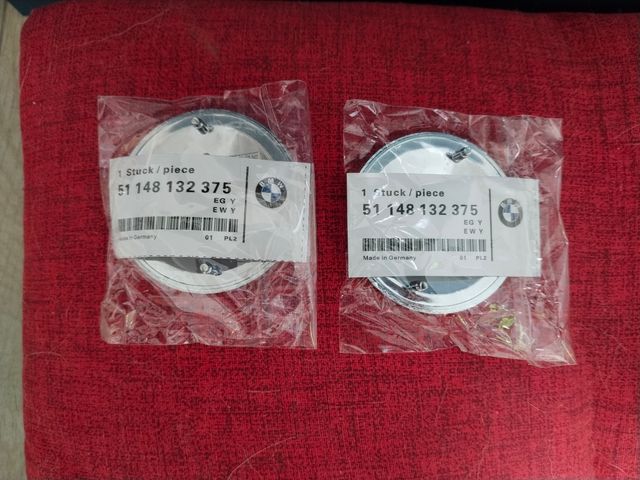 1 Stuck / piece
51 148 132 375
EG Y
EW Y
Made in Germany 01 PL2
1 Stuck / piece
51 148 132 375
EG Y
EW Y
Made in Germany 01 PL2